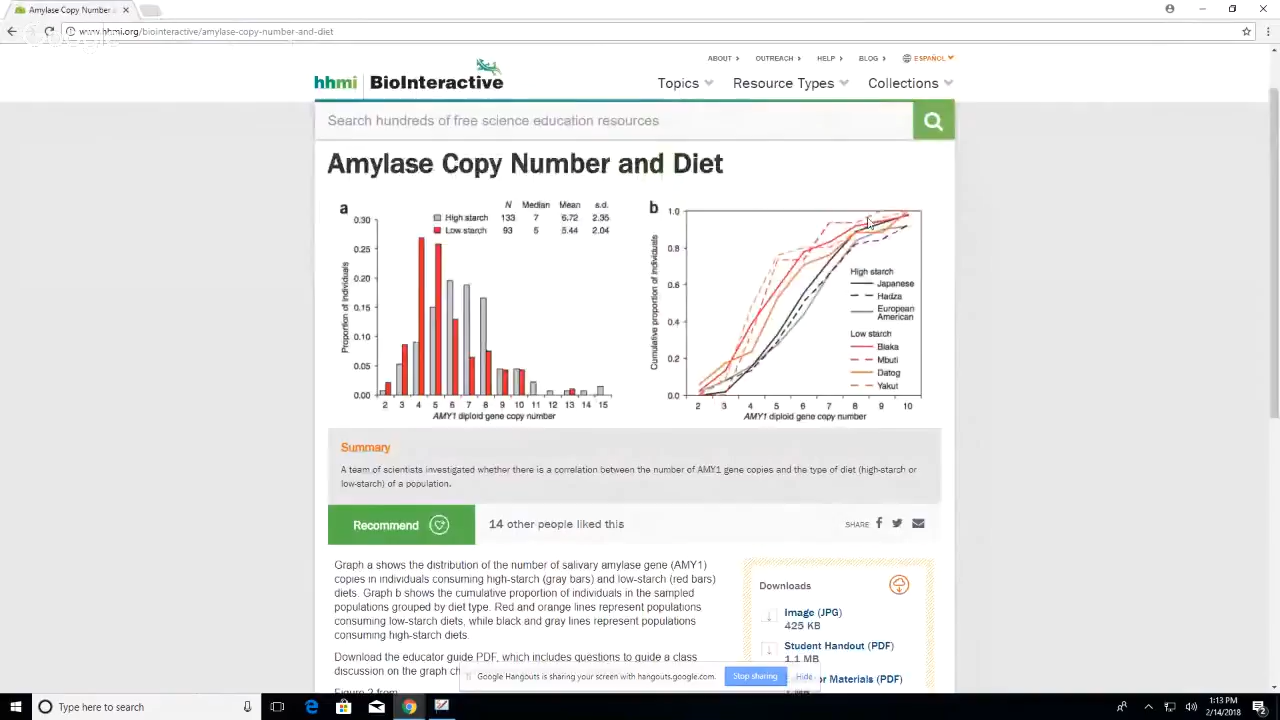 Amylase Copy Number &
www.hhmi.org/biointeractive/amylase-copy-number-and-diet
ABOUT OUTREACH HELP BLOG ESPAÑOL
hhmi BioInteractive
Topics Resource Types Collections
Search hundreds of free science education resources
Amylase Copy Number and Diet
a
N Median Mean s.d.
High starch 133 7 6.72 2.35
Low starch 93 5 5.44 2.04
Proportion of individuals
0.30
0.25
0.20
0.15
0.10
0.05
0.00
2 3 4 5 6 7 8 9 10 11 12 13 14 15
AMY1 diploid gene copy number
b
Cumulative proportion of individuals
1.0
0.8
0.6
0.4
0.2
0.0
High starch
Japanese
Hadza
European
American
Low starch
Biaka
Mbuti
Datog
Yakut
2 3 4 5 6 7 8 9 10
AMY1 diploid gene copy number
Summary
A team of scientists investigated whether there is a correlation between the number of AMY1 gene copies and the type of diet (high-starch or
low-starch) of a population.
Recommend
14 other people liked this
SHARE
Graph a shows the distribution of the number of salivary amylase gene (AMY1)
copies in individuals consuming high-starch (gray bars) and low-starch (red bars)
diets. Graph b shows the cumulative proportion of individuals in the sampled
populations grouped by diet type. Red and orange lines represent populations
consuming low-starch diets, while black and gray lines represent populations
consuming high-starch diets.
Download the educator guide PDF, which includes questions to guide a class
discussion on the graph
Downloads
Image (JPG)
425 KB
Student Handout (PDF)
1.1 MB
Materials (PDF)
Google Hangouts is sharing your screen with hangouts.google.com.
Stop sharing
Hide
Type here to search
1:13 PM
2/14/2018
2